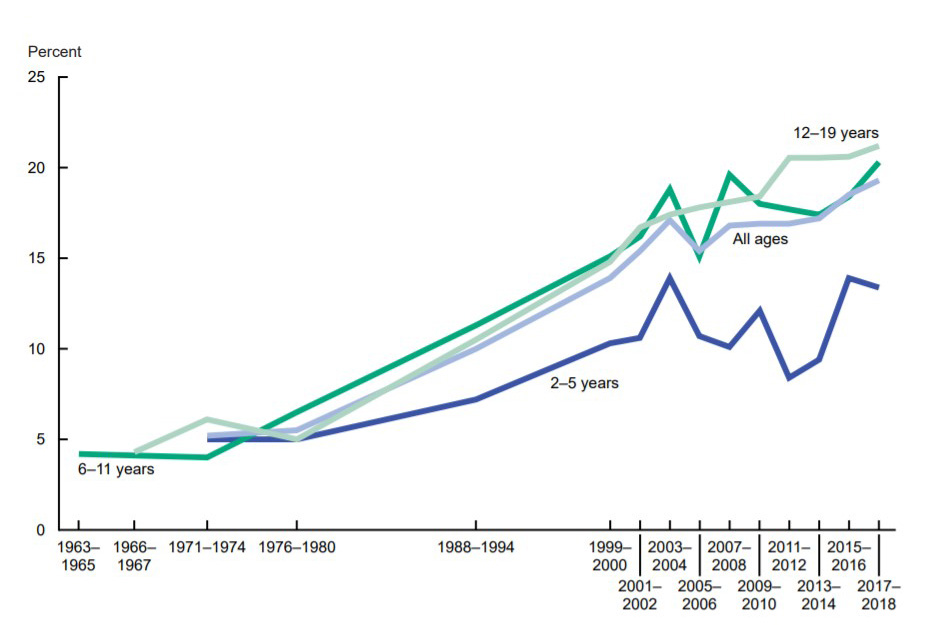 Percent
25
12–19 years
20
All ages
15
10
2–5 years
5
6–11 years
0
1963– 1966– 1971–1974 1976–1980 1988–1994 1999– 2003– 2007– 2011– 2015–
1965 1967 2000 2004 2008 2012 2016
2001– 2005– 2009– 2013– 2017–
2002 2006 2010 2014 2018